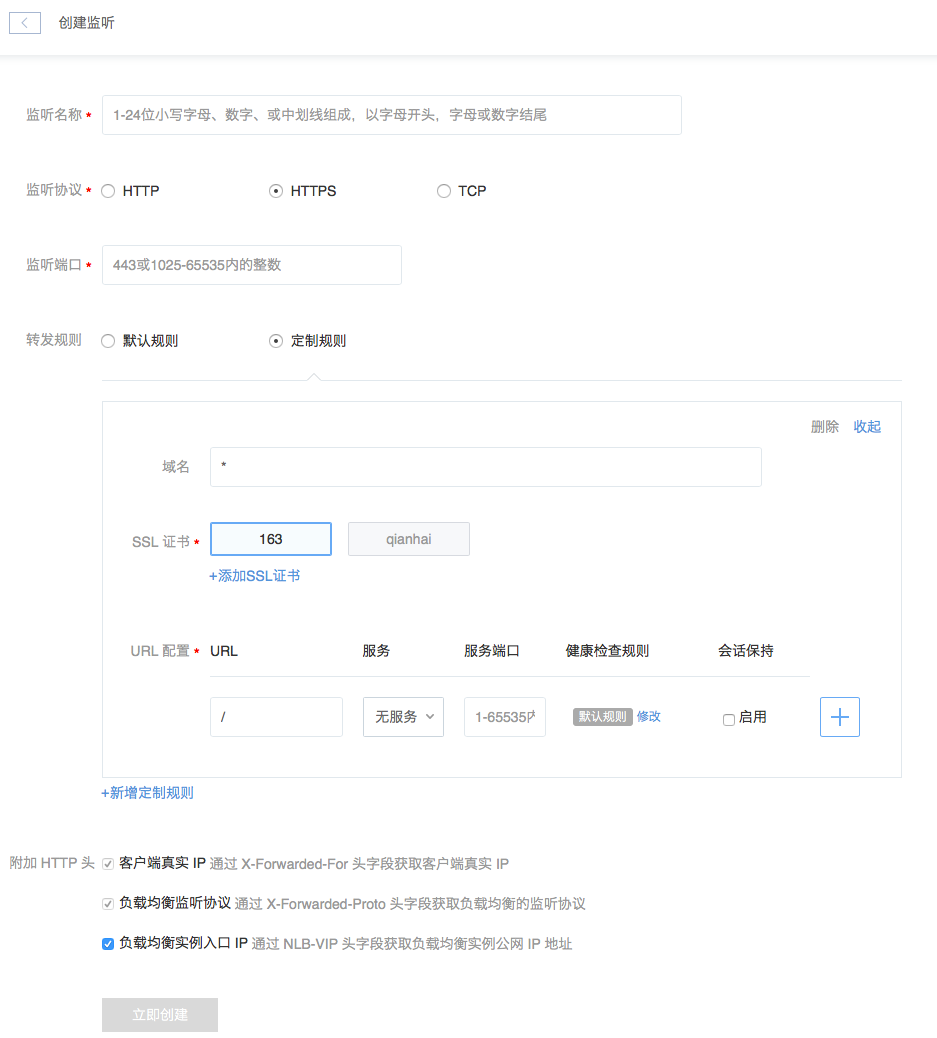 创建监听
监听名称 * 1-24位小写字母、数字、或中划线组成，以字母开头，字母或数字结尾
监听协议 * HTTP HTTPS TCP
监听端口 * 443或1025-65535内的整数
转发规则 默认规则 定制规则
删除 收起
域名 *
SSL 证书 * 163 qianhai
+添加SSL证书
URL 配置 * URL 服务 服务端口 健康检查规则 会话保持
/ 无服务 1-65535 默认规则 修改 启用
+新增定制规则
附加 HTTP 头 客户端真实 IP 通过 X-Forwarded-For 头字段获取客户端真实 IP
负载均衡监听协议 通过 X-Forwarded-Proto 头字段获取负载均衡的监听协议
负载均衡实例入口 IP 通过 NLB-VIP 头字段获取负载均衡实例公网 IP 地址
立即创建